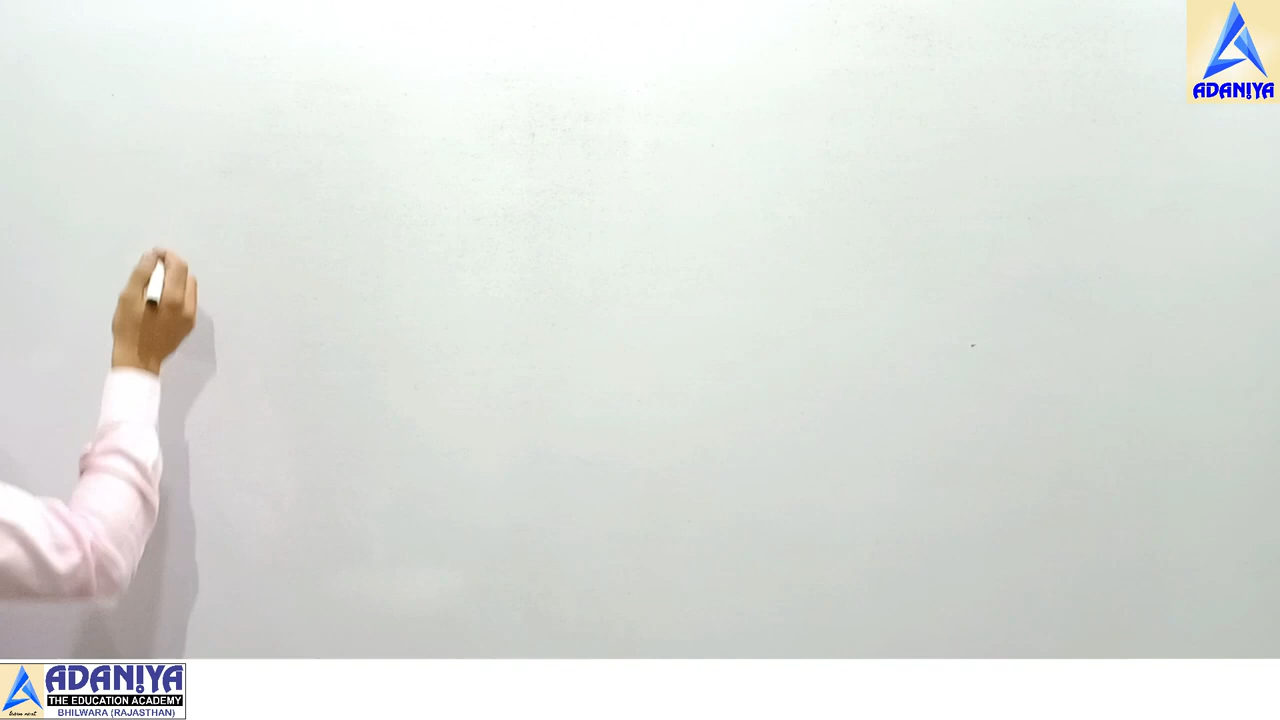 ADANiYA
ADANiYA
THE EDUCATION ACADEMY
BHILWARA (RAJASTHAN)